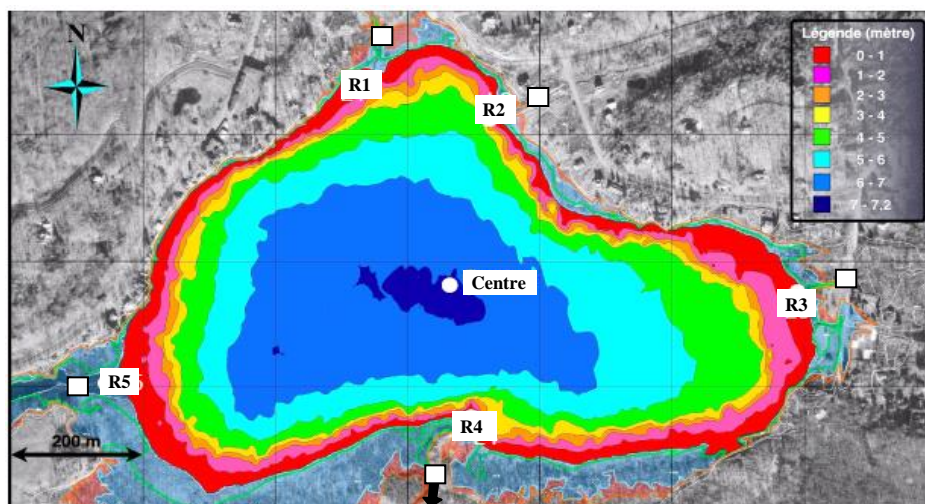 N
Légende (mètre)
0 - 1
1 - 2
2 - 3
3 - 4
4 - 5
5 - 6
6 - 7
7 - 7,2
R1
R2
Centre
R3
R5
R4
200 m